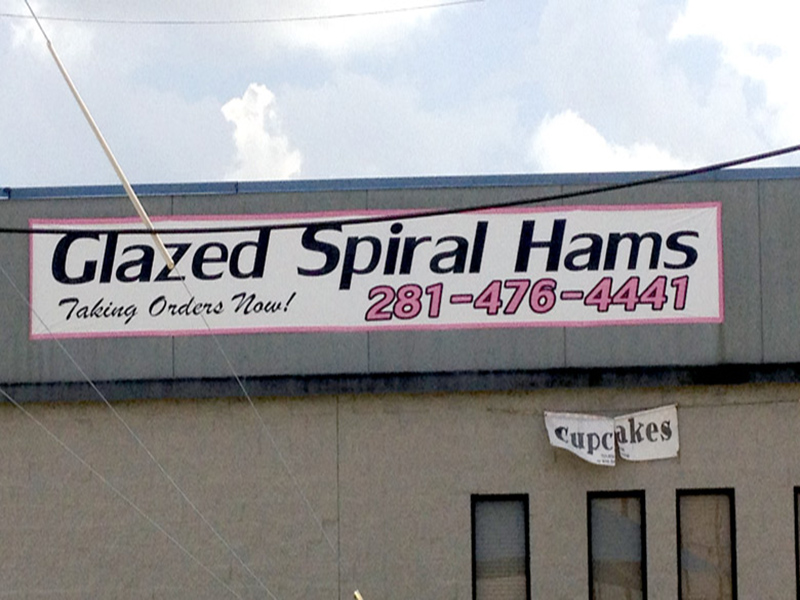 Glazed Spiral Hams
Taking Orders Now! 281-476-4441
Cupcakes